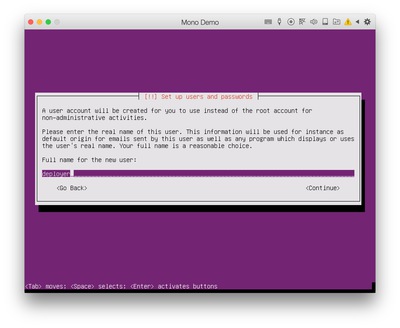 Mono Demo
[!!] Set up users and passwords
A user account will be created for you to use instead of the root account for
non-administrative activities.
Please enter the real name of this user. This information will be used for instance as
default origin for emails sent by this user as well as any program which displays or uses
the user's real name. Your full name is a reasonable choice.
Full name for the new user:
deployer
<Go Back> <Continue>
<Tab> moves; <Space> selects; <Enter> activates buttons